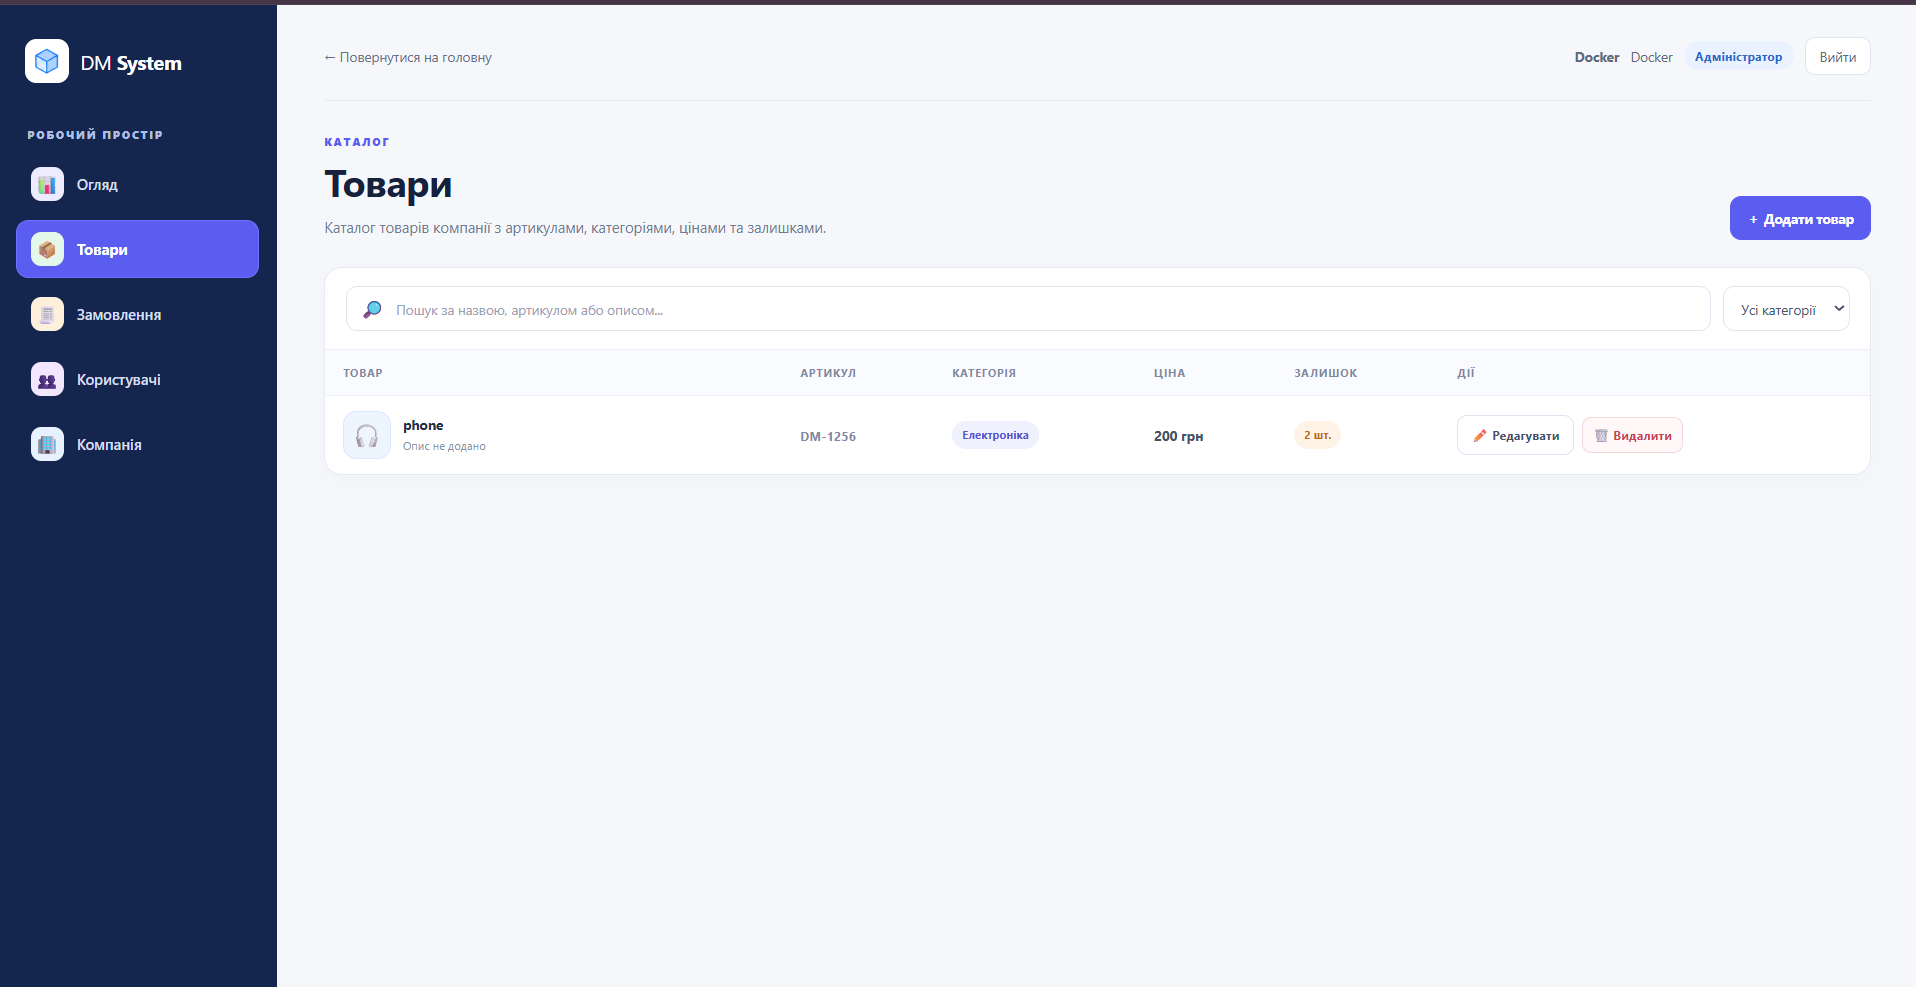 DM System
РОБОЧИЙ ПРОСТІР
Огляд
Товари
Замовлення
Користувачі
Компанія
← Повернутися на головну
Docker Docker Адміністратор Вийти
КАТАЛОГ
Товари
Каталог товарів компанії з артикулами, категоріями, цінами та залишками.
+ Додати товар
Пошук за назвою, артикулом або описом...
Усі категорії
ТОВАР АРТИКУЛ КАТЕГОРІЯ ЦІНА ЗАЛИШОК ДІЇ
phone
Опис не додано
DM-1256 Електроніка 200 грн 2 шт. Редагувати Видалити